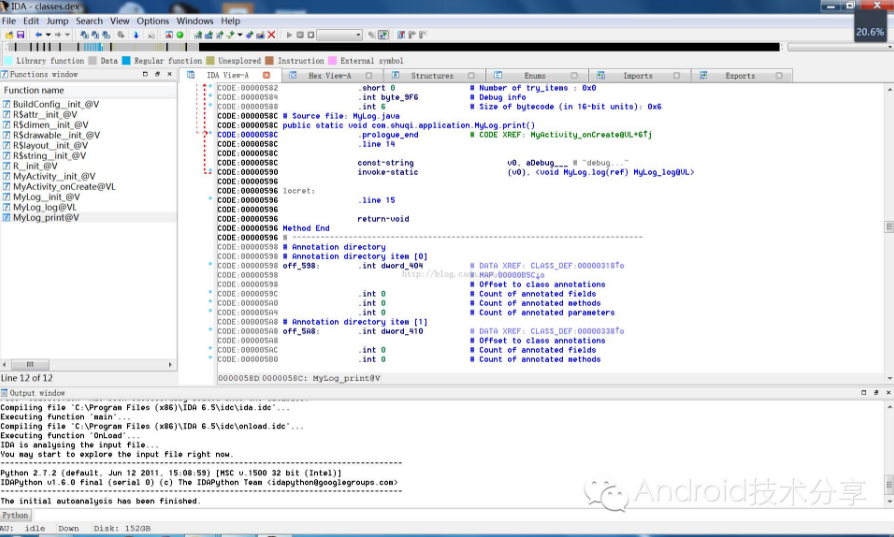 IDA - classes.dex
File Edit Jump Search View Options Windows Help
20.6%
Library function Data Regular function Unexplored Instruction External symbol
Functions window
IDA View-A Hex View-A Structures Enums Imports Exports
Function name
BuildConfig__init_@V
R$attr__init_@V
R$dimen__init_@V
R$drawable__init_@V
R$layout__init_@V
R$string__init_@V
R__init_@V
MyActivity__init_@V
MyActivity_onCreate@VL
MyLog__init_@V
MyLog_log@VL
MyLog_print@V
Line 12 of 12
CODE:00000582 .short 0 # Number of try_items : 0x0
CODE:00000584 .int byte_9F6 # Debug info
CODE:00000588 .int 6 # Size of bytecode (in 16-bit units): 0x6
CODE:0000058C # Source file: MyLog.java
CODE:0000058C public static void com.shuqi.application.MyLog.print()
CODE:0000058C .prologue_end # CODE XREF: MyActivity_onCreate@VL+6↑j
CODE:0000058C .line 14
CODE:0000058C
CODE:0000058C const-string v0, aDebug___ # "debug..."
CODE:00000590 invoke-static {v0}, <void MyLog.log(ref) MyLog_log@VL>
CODE:00000596
CODE:00000596 locret:
CODE:00000596 .line 15
CODE:00000596
CODE:00000596 return-void
CODE:00000596 Method End
CODE:00000596 # ---------------------------------------------------------------------------
CODE:00000598 # Annotation directory
CODE:00000598 # Annotation directory item [0]
CODE:00000598 off_598: .int dword_404 # DATA XREF: CLASS_DEF:00000318↑o
CODE:00000598 # MAP:00000B5C↓o
CODE:00000598 # Offset to class annotations
CODE:0000059C .int 0 # Count of annotated fields
CODE:000005A0 .int 0 # Count of annotated methods
CODE:000005A4 .int 0 # Count of annotated parameters
CODE:000005A8 # Annotation directory item [1]
CODE:000005A8 off_5A8: .int dword_410 # DATA XREF: CLASS_DEF:00000338↑o
CODE:000005A8 # Offset to class annotations
CODE:000005AC .int 0 # Count of annotated fields
CODE:000005B0 .int 0 # Count of annotated methods
0000058D 0000058C: MyLog_print@V
Output window
Compiling file 'C:\Program Files (x86)\IDA 6.5\idc\ida.idc'...
Executing function 'main'...
Compiling file 'C:\Program Files (x86)\IDA 6.5\idc\onload.idc'...
Executing function 'OnLoad'...
IDA is analysing the input file...
You may start to explore the input file right now.
Python 2.7.2 (default, Jun 12 2011, 15:08:59) [MSC v.1500 32 bit (Intel)]
IDAPython v1.6.0 final (serial 0) (c) The IDAPython Team <idapython@googlegroups.com>
The initial autoanalysis has been finished.
Android技术分享
Python
AU: idle Down Disk: 152GB